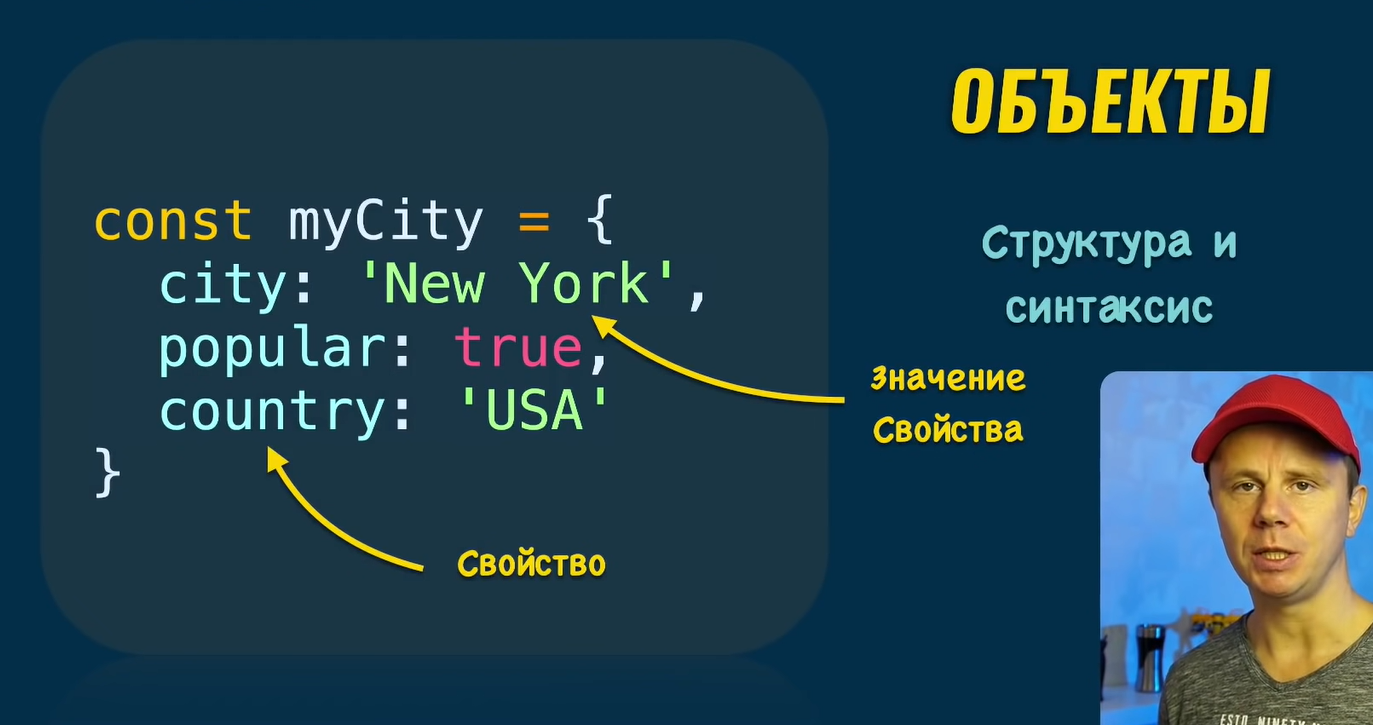 ОБЪЕКТЫ
Структура и
синтаксис
const myCity = {
  city: 'New York',
  popular: true,
  country: 'USA'
}
Значение
Свойства
Свойство